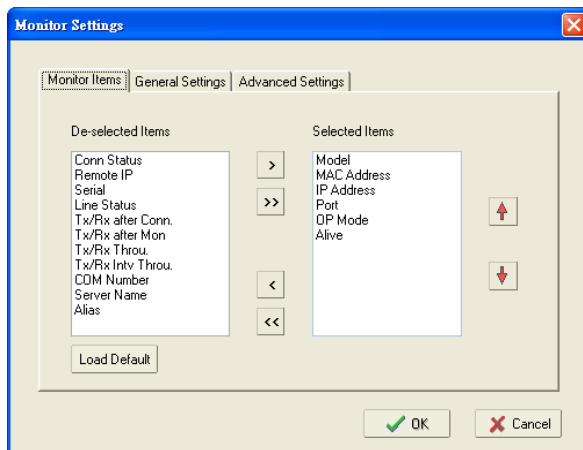 Monitor Settings
Monitor Items
General Settings
Advanced Settings
De-selected Items
Conn Status
Remote IP
Serial
Line Status
Tx/Rx after Conn.
Tx/Rx after Mon
Tx/Rx Throu.
Tx/Rx Intv Throu.
COM Number
Server Name
Alias
>
>>
<
<<
Selected Items
Model
MAC Address
IP Address
Port
OP Mode
Alive
Load Default
OK
Cancel